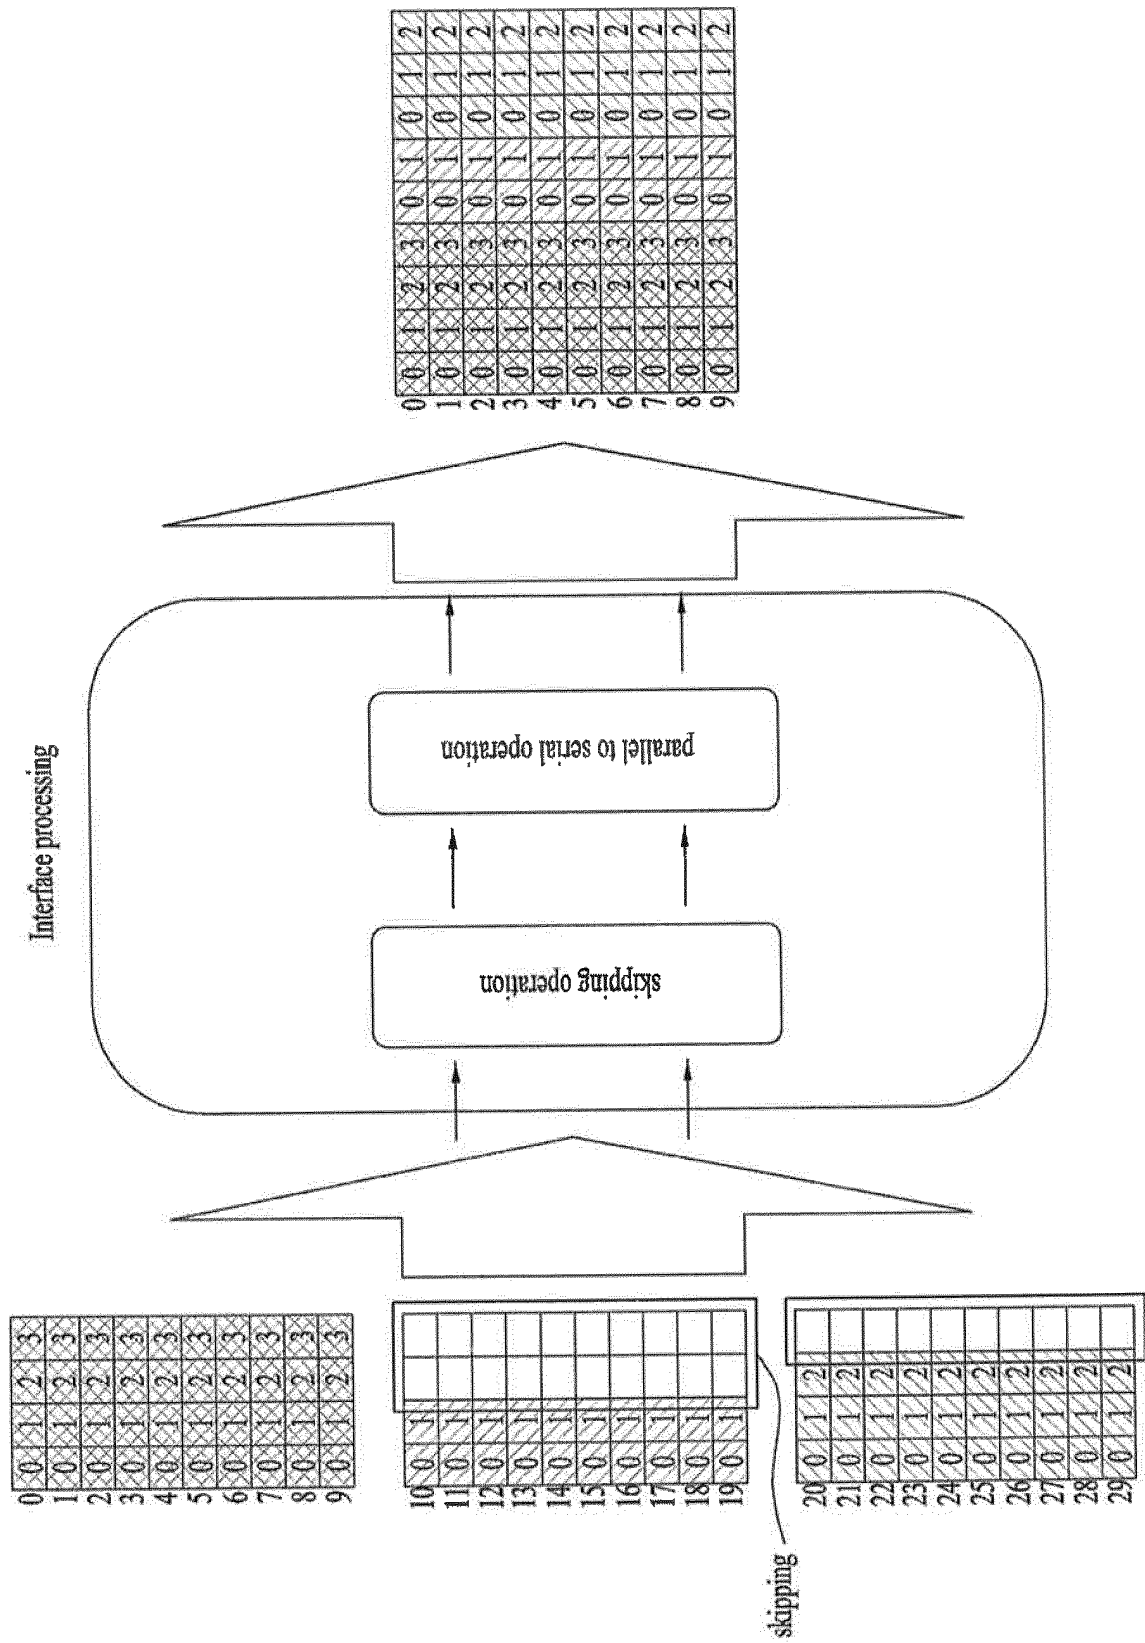 Interface processing
0 0 1 2 3
1 0 1 2 3
2 0 1 2 3
3 0 1 2 3
4 0 1 2 3
5 0 1 2 3
6 0 1 2 3
7 0 1 2 3
8 0 1 2 3
9 0 1 2 3
10 0 1
11 0 1
12 0 1
13 0 1
14 0 1
15 0 1
16 0 1
17 0 1
18 0 1
19 0 1
skipping
20 0 1 2
21 0 1 2
22 0 1 2
23 0 1 2
24 0 1 2
25 0 1 2
26 0 1 2
27 0 1 2
28 0 1 2
29 0 1 2
skipping operation
parallel to serial operation
0 0 1 2 3 0 1 0 1 2
1 0 1 2 3 0 1 0 1 2
2 0 1 2 3 0 1 0 1 2
3 0 1 2 3 0 1 0 1 2
4 0 1 2 3 0 1 0 1 2
5 0 1 2 3 0 1 0 1 2
6 0 1 2 3 0 1 0 1 2
7 0 1 2 3 0 1 0 1 2
8 0 1 2 3 0 1 0 1 2
9 0 1 2 3 0 1 0 1 2